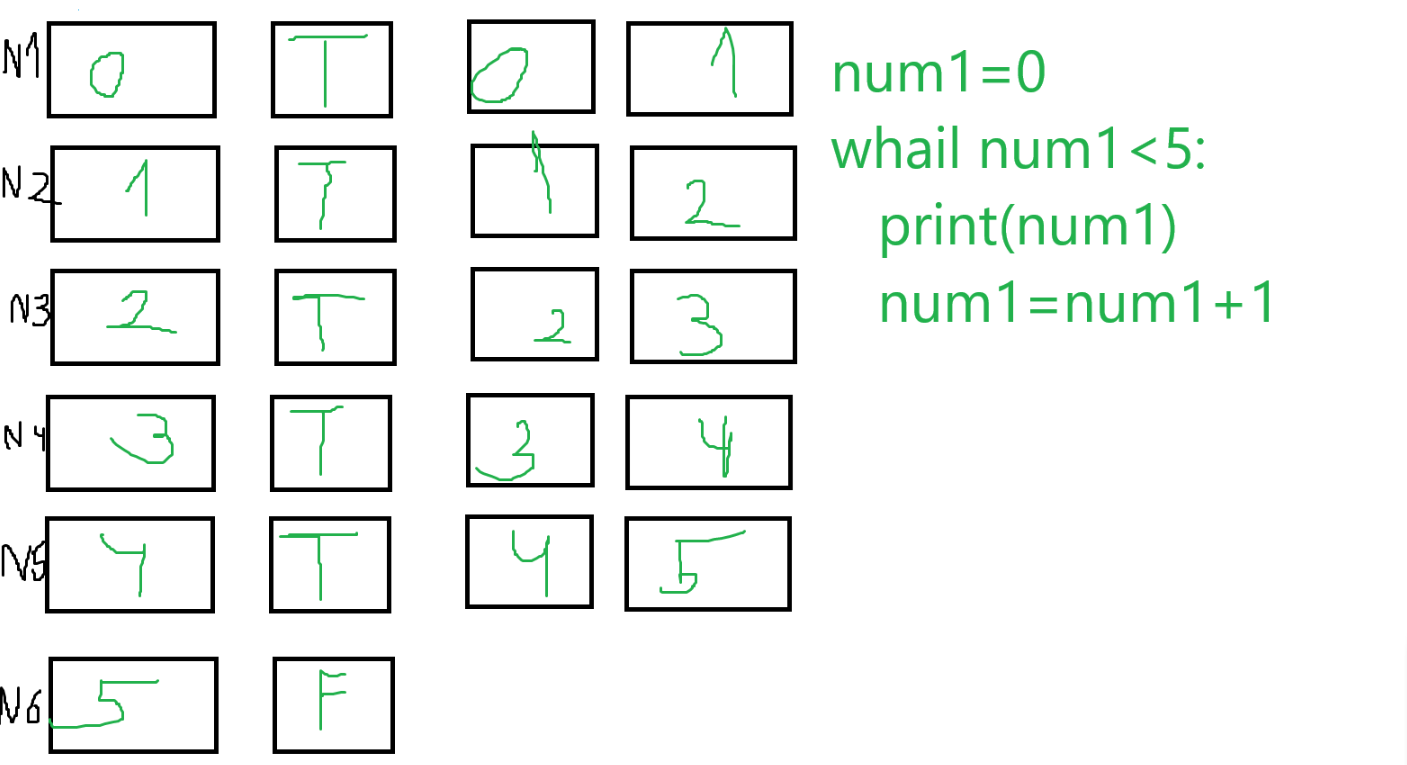 N1 0 T 0 1
N2 1 T 1 2
N3 2 T 2 3
N4 3 T 3 4
N5 4 T 4 5
N6 5 F
num1=0
whail num1<5:
print(num1)
num1=num1+1